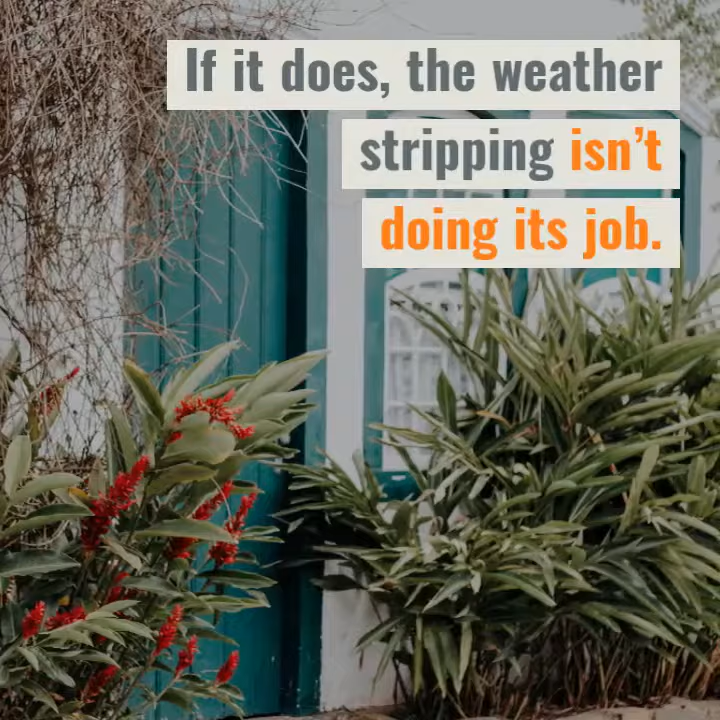 If it does, the weather
stripping isn’t
doing its job.